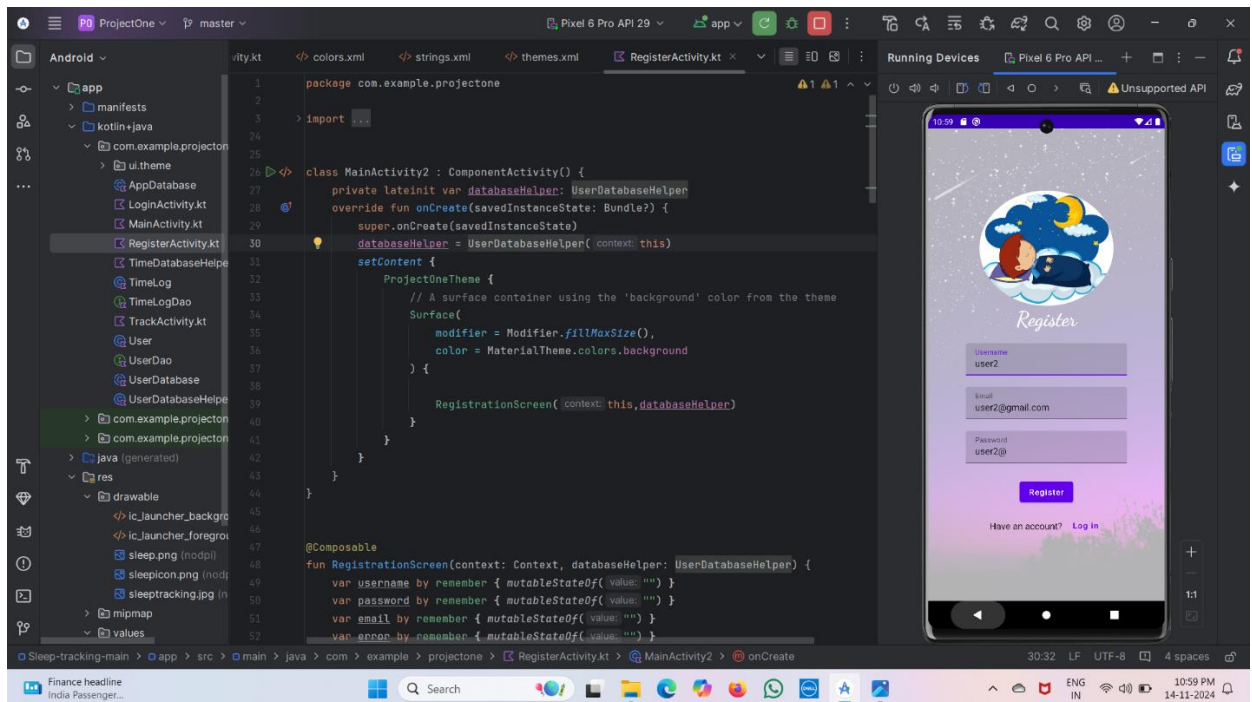 PO ProjectOne master Pixel 6 Pro API 29 app
Android
vity.kt colors.xml strings.xml themes.xml RegisterActivity.kt
Running Devices Pixel 6 Pro API ...
Unsupported API
app
manifests
kotlin+java
com.example.projecton
ui.theme
AppDatabase
LoginActivity.kt
MainActivity.kt
RegisterActivity.kt
TimeDatabaseHelpe
TimeLog
TimeLogDao
TrackActivity.kt
User
UserDao
UserDatabase
UserDatabaseHelpe
com.example.projecton
com.example.projecton
java (generated)
res
drawable
ic_launcher_backgro
ic_launcher_foregrou
sleep.png (nodpi)
sleepicon.png (nod
sleeptracking.jpg (n
mipmap
values
1 package com.example.projectone
1 1
2
3 import ...
24
25
26 class MainActivity2 : ComponentActivity() {
27 private lateinit var databaseHelper: UserDatabaseHelper
28 override fun onCreate(savedInstanceState: Bundle?) {
29 super.onCreate(savedInstanceState)
30 databaseHelper = UserDatabaseHelper( context: this)
31 setContent {
32 ProjectOneTheme {
33 // A surface container using the 'background' color from the theme
34 Surface(
35 modifier = Modifier.fillMaxSize(),
36 color = MaterialTheme.colors.background
37 ) {
38
39 RegistrationScreen( context: this,databaseHelper)
40 }
41 }
42 }
43 }
44 }
45
46
47 @Composable
48 fun RegistrationScreen(context: Context, databaseHelper: UserDatabaseHelper) {
49 var username by remember { mutableStateOf( value: "") }
50 var password by remember { mutableStateOf( value: "") }
51 var email by remember { mutableStateOf( value: "") }
52 var error by remember { mutableStateOf( value: "") }
10:59
Register
Username
user2
Email
user2@gmail.com
Password
user2@
Register
Have an account? Log in
1:1
Sleep-tracking-main > app > src > main > java > com > example > projectone > RegisterActivity.kt > MainActivity2 > onCreate
30:32 LF UTF-8 4 spaces
Finance headline
India Passenger...
Search
DELL
ENG
IN
10:59 PM
14-11-2024